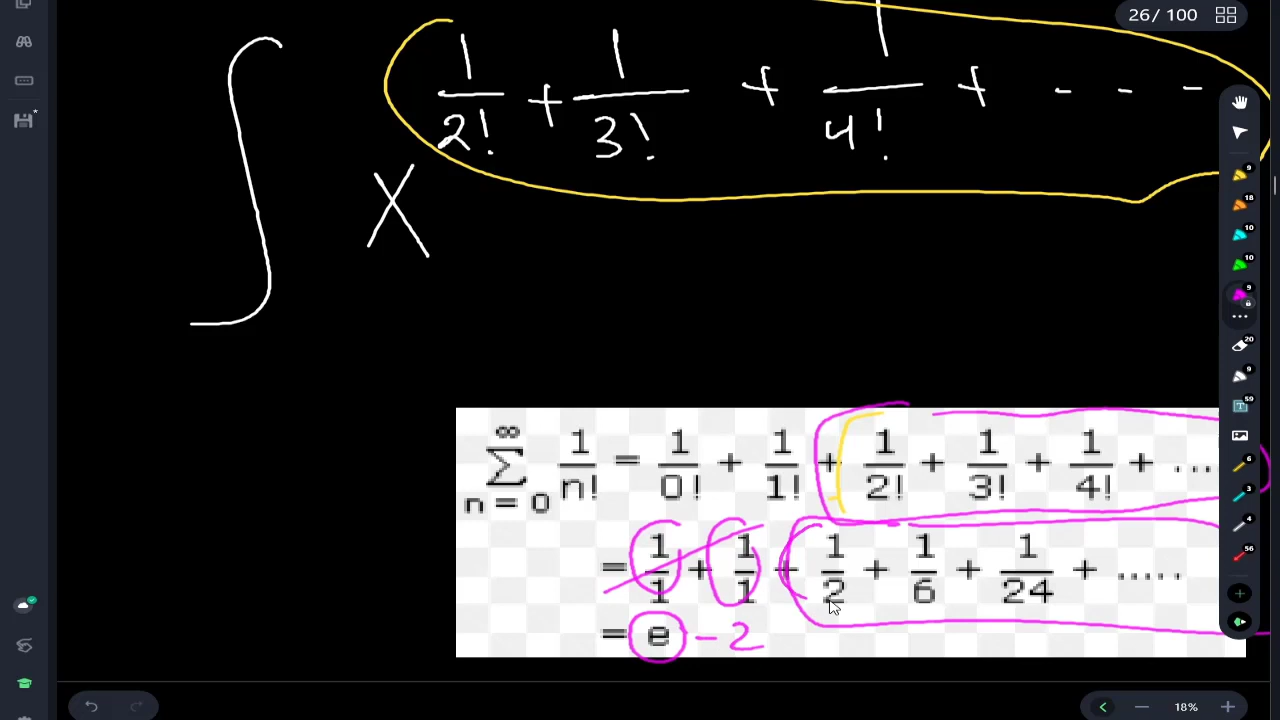 26/ 100
∫ x^(1/2! + 1/3! + 1/4! + - - -
∞
∑ 1/n! = 1/0! + 1/1! + 1/2! + 1/3! + 1/4! + ....
n = 0
= 1/1 + 1/1 + 1/2 + 1/6 + 1/24 + .....
= e - 2
18%